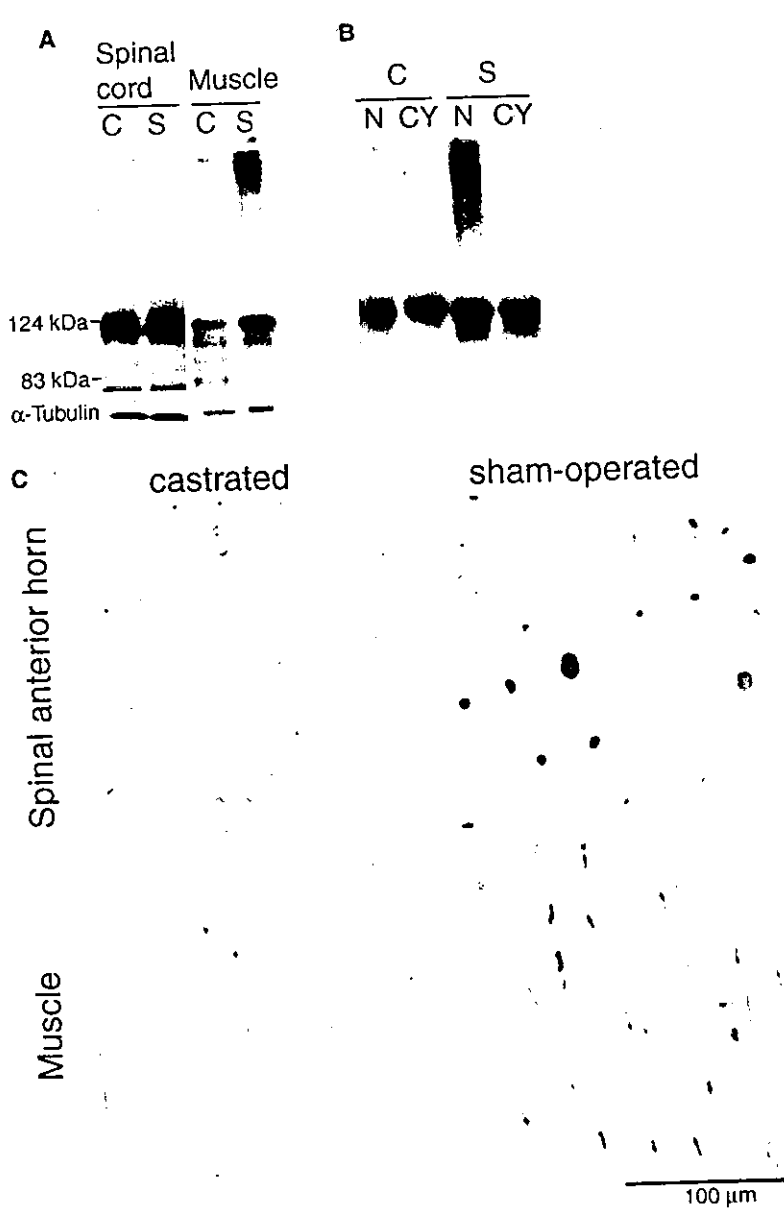 A
B
Spinal
cord
Muscle
C S C S
C S
N CY N CY
124 kDa-
83 kDa-
α-Tubulin
C
castrated
sham-operated
Spinal anterior horn
Muscle
100 µm